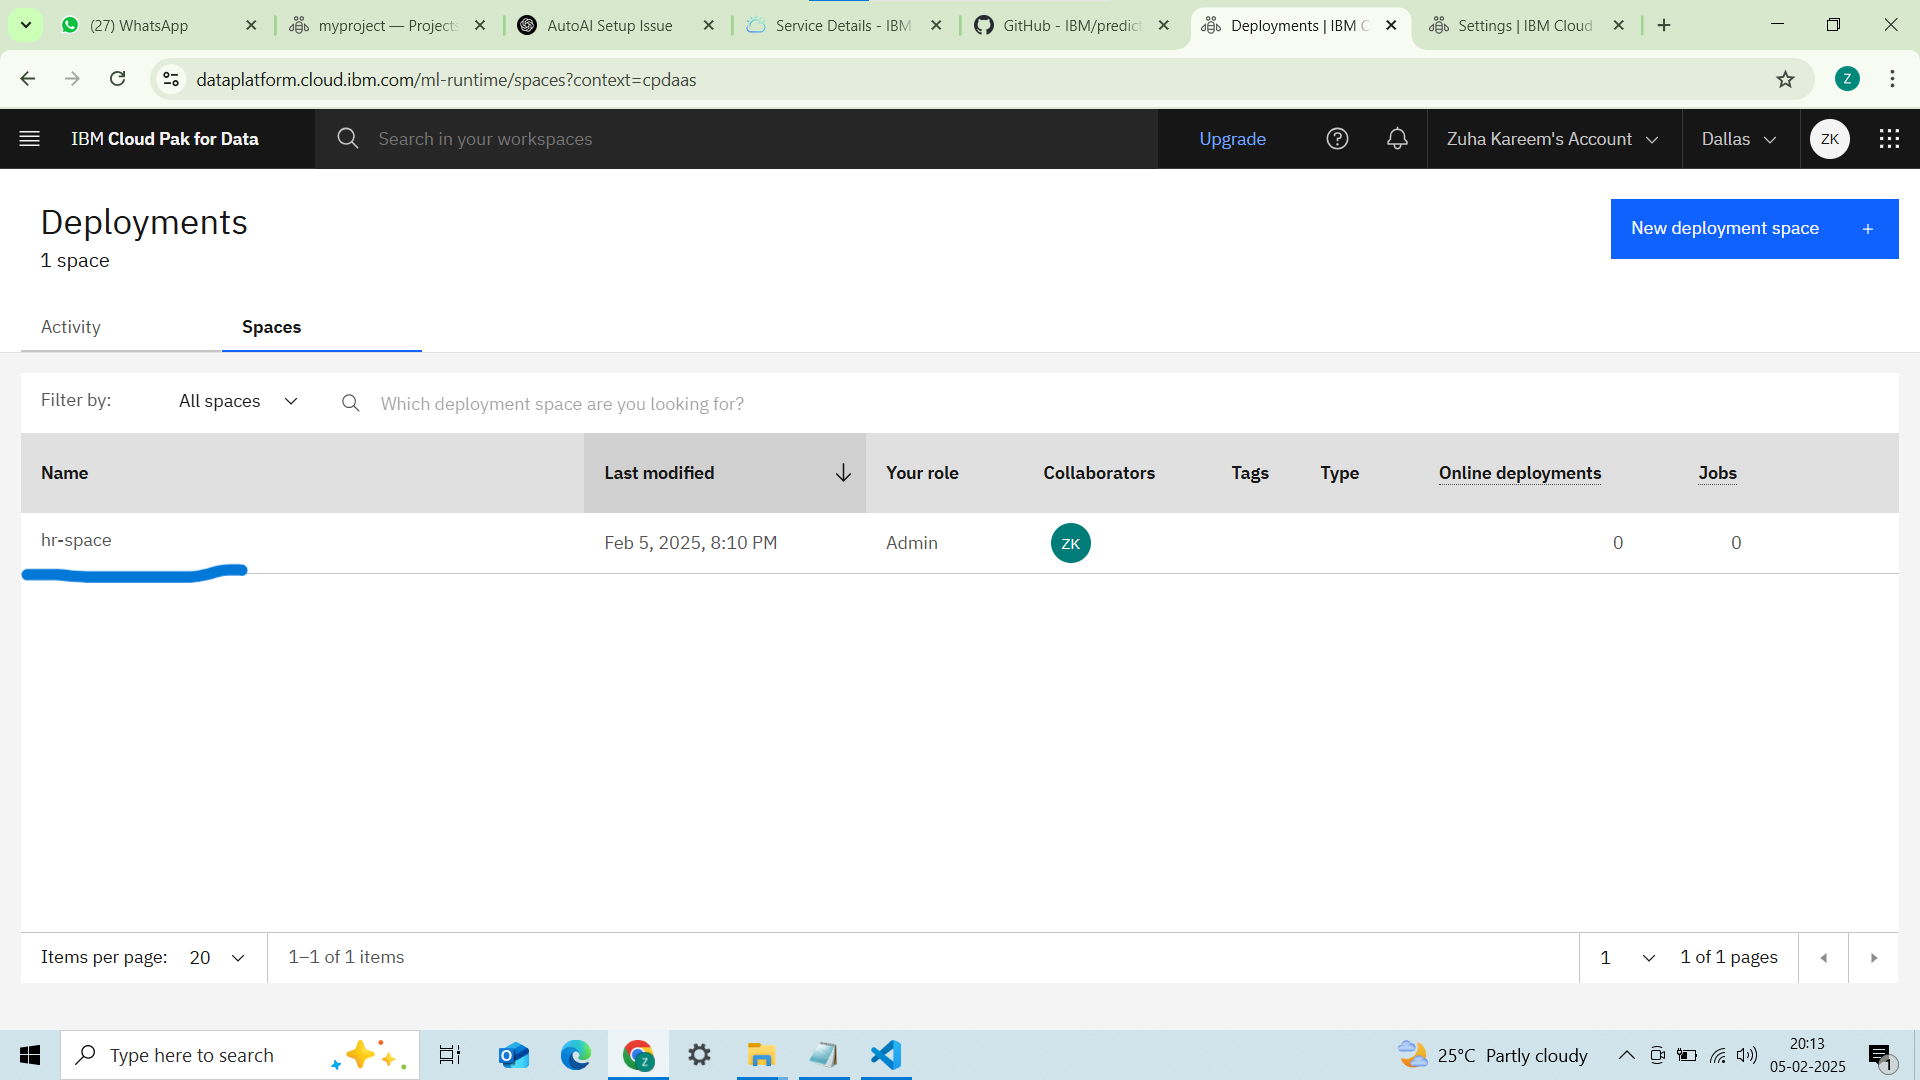 (27) WhatsApp
myproject — Projects
AutoAI Setup Issue
Service Details - IBM
GitHub - IBM/predict
Deployments | IBM C
Settings | IBM Cloud
dataplatform.cloud.ibm.com/ml-runtime/spaces?context=cpdaas
Z
IBM Cloud Pak for Data
Search in your workspaces
Upgrade
Zuha Kareem's Account
Dallas
ZK
Deployments
1 space
New deployment space +
Activity
Spaces
Filter by:
All spaces
Which deployment space are you looking for?
Name Last modified Your role Collaborators Tags Type Online deployments Jobs
hr-space Feb 5, 2025, 8:10 PM Admin ZK 0 0
Items per page: 20 1–1 of 1 items 1 1 of 1 pages
Type here to search
25°C Partly cloudy
20:13
05-02-2025
1